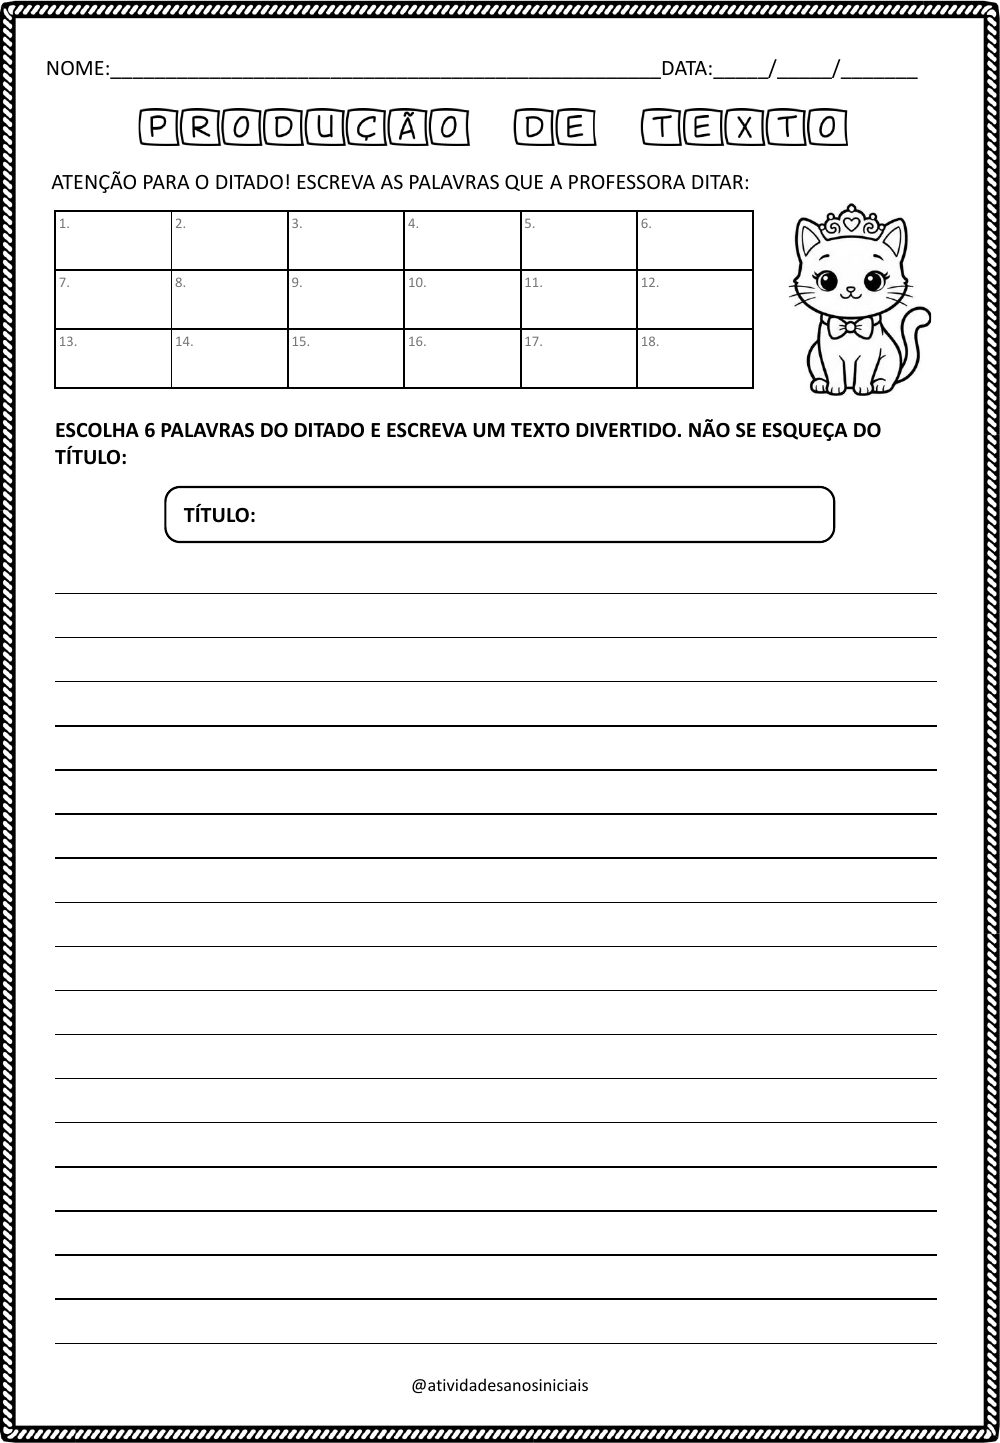 NOME:__________________________________________________DATA:_____/_____/_______
PRODUÇÃO DE TEXTO
ATENÇÃO PARA O DITADO! ESCREVA AS PALAVRAS QUE A PROFESSORA DITAR:
1. 2. 3. 4. 5. 6.
7. 8. 9. 10. 11. 12.
13. 14. 15. 16. 17. 18.
ESCOLHA 6 PALAVRAS DO DITADO E ESCREVA UM TEXTO DIVERTIDO. NÃO SE ESQUEÇA DO
TÍTULO:
TÍTULO:
@atividadesanosiniciais